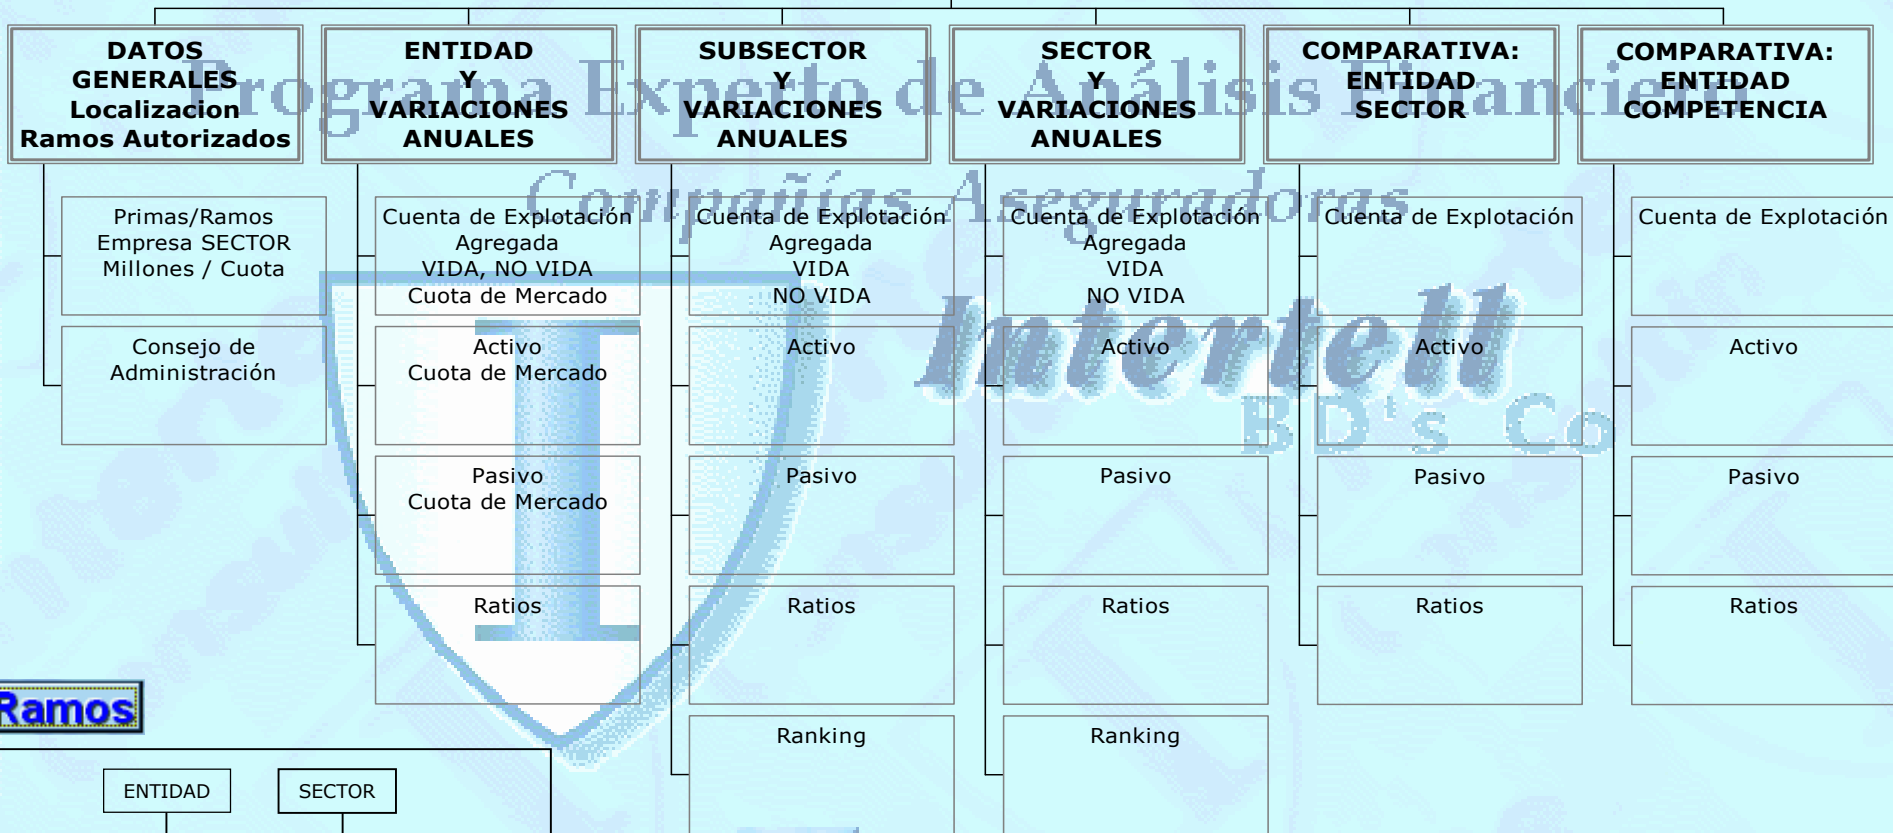 Programa Experto de Análisis Financiero
Compañías Aseguradoras
Intertell
BD's Co
I
DATOS
GENERALES
Localizacion
Ramos Autorizados
Primas/Ramos
Empresa SECTOR
Millones / Cuota
Consejo de
Administración
ENTIDAD
Y
VARIACIONES
ANUALES
Cuenta de Explotación
Agregada
VIDA, NO VIDA
Cuota de Mercado
Activo
Cuota de Mercado
Pasivo
Cuota de Mercado
Ratios
SUBSECTOR
Y
VARIACIONES
ANUALES
Cuenta de Explotación
Agregada
VIDA
NO VIDA
Activo
Pasivo
Ratios
Ranking
SECTOR
Y
VARIACIONES
ANUALES
Cuenta de Explotación
Agregada
VIDA
NO VIDA
Activo
Pasivo
Ratios
Ranking
COMPARATIVA:
ENTIDAD
SECTOR
Cuenta de Explotación
Activo
Pasivo
Ratios
COMPARATIVA:
ENTIDAD
COMPETENCIA
Cuenta de Explotación
Activo
Pasivo
Ratios
Ramos
ENTIDAD
SECTOR